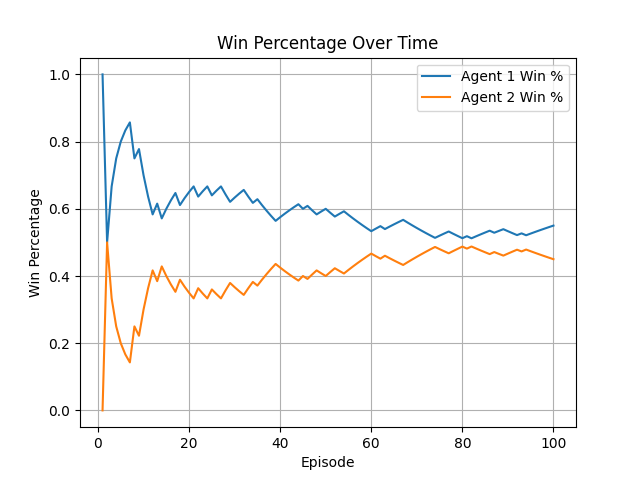 Win Percentage Over Time
Agent 1 Win %
Agent 2 Win %
Win Percentage
1.0
0.8
0.6
0.4
0.2
0.0
0 20 40 60 80 100
Episode